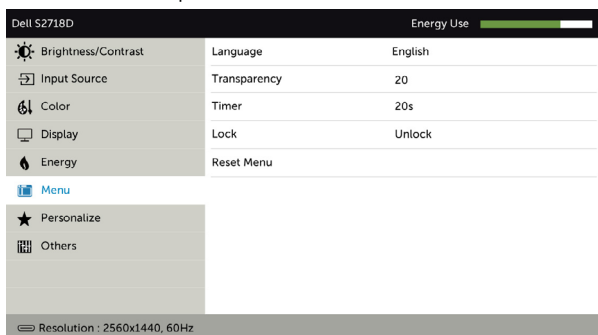 Dell S2718D Energy Use
Brightness/Contrast Language English
Input Source Transparency 20
Color Timer 20s
Display Lock Unlock
Energy Reset Menu
Menu
Personalize
Others
Resolution : 2560x1440, 60Hz